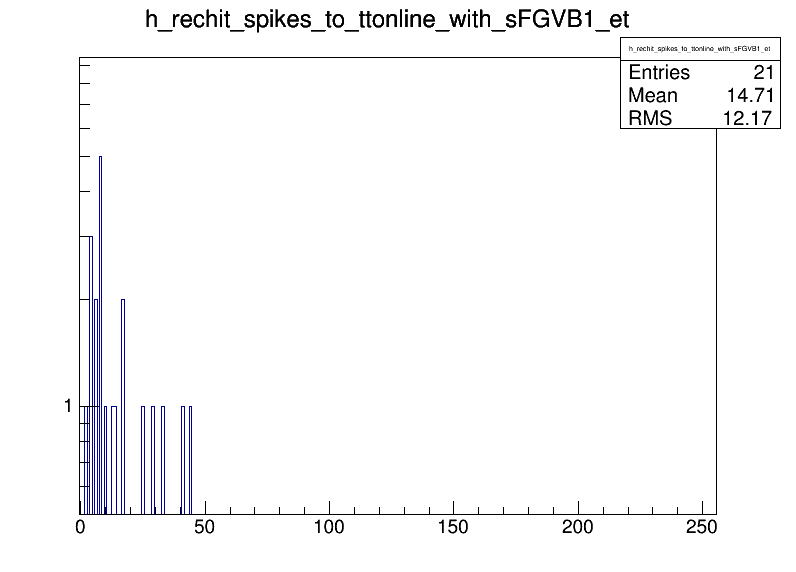 h_rechit_spikes_to_ttonline_with_sFGVB1_et
h_rechit_spikes_to_ttonline_with_sFGVB1_et
Entries 21
Mean 14.71
RMS 12.17
1
0 50 100 150 200 250